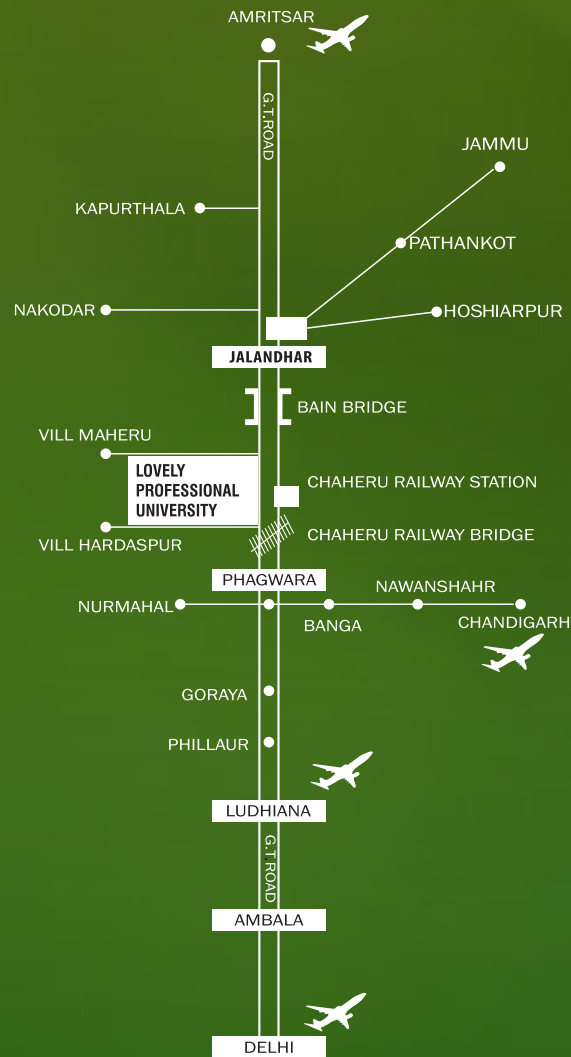 AMRITSAR
G.T.ROAD
JAMMU
KAPURTHALA
PATHANKOT
NAKODAR
HOSHIARPUR
JALANDHAR
BAIN BRIDGE
VILL MAHERU
LOVELY
PROFESSIONAL
UNIVERSITY
CHAHERU RAILWAY STATION
VILL HARDASPUR
CHAHERU RAILWAY BRIDGE
PHAGWARA
NAWANSHAHR
NURMAHAL
BANGA
CHANDIGARH
GORAYA
PHILLAUR
LUDHIANA
G.T.ROAD
AMBALA
DELHI